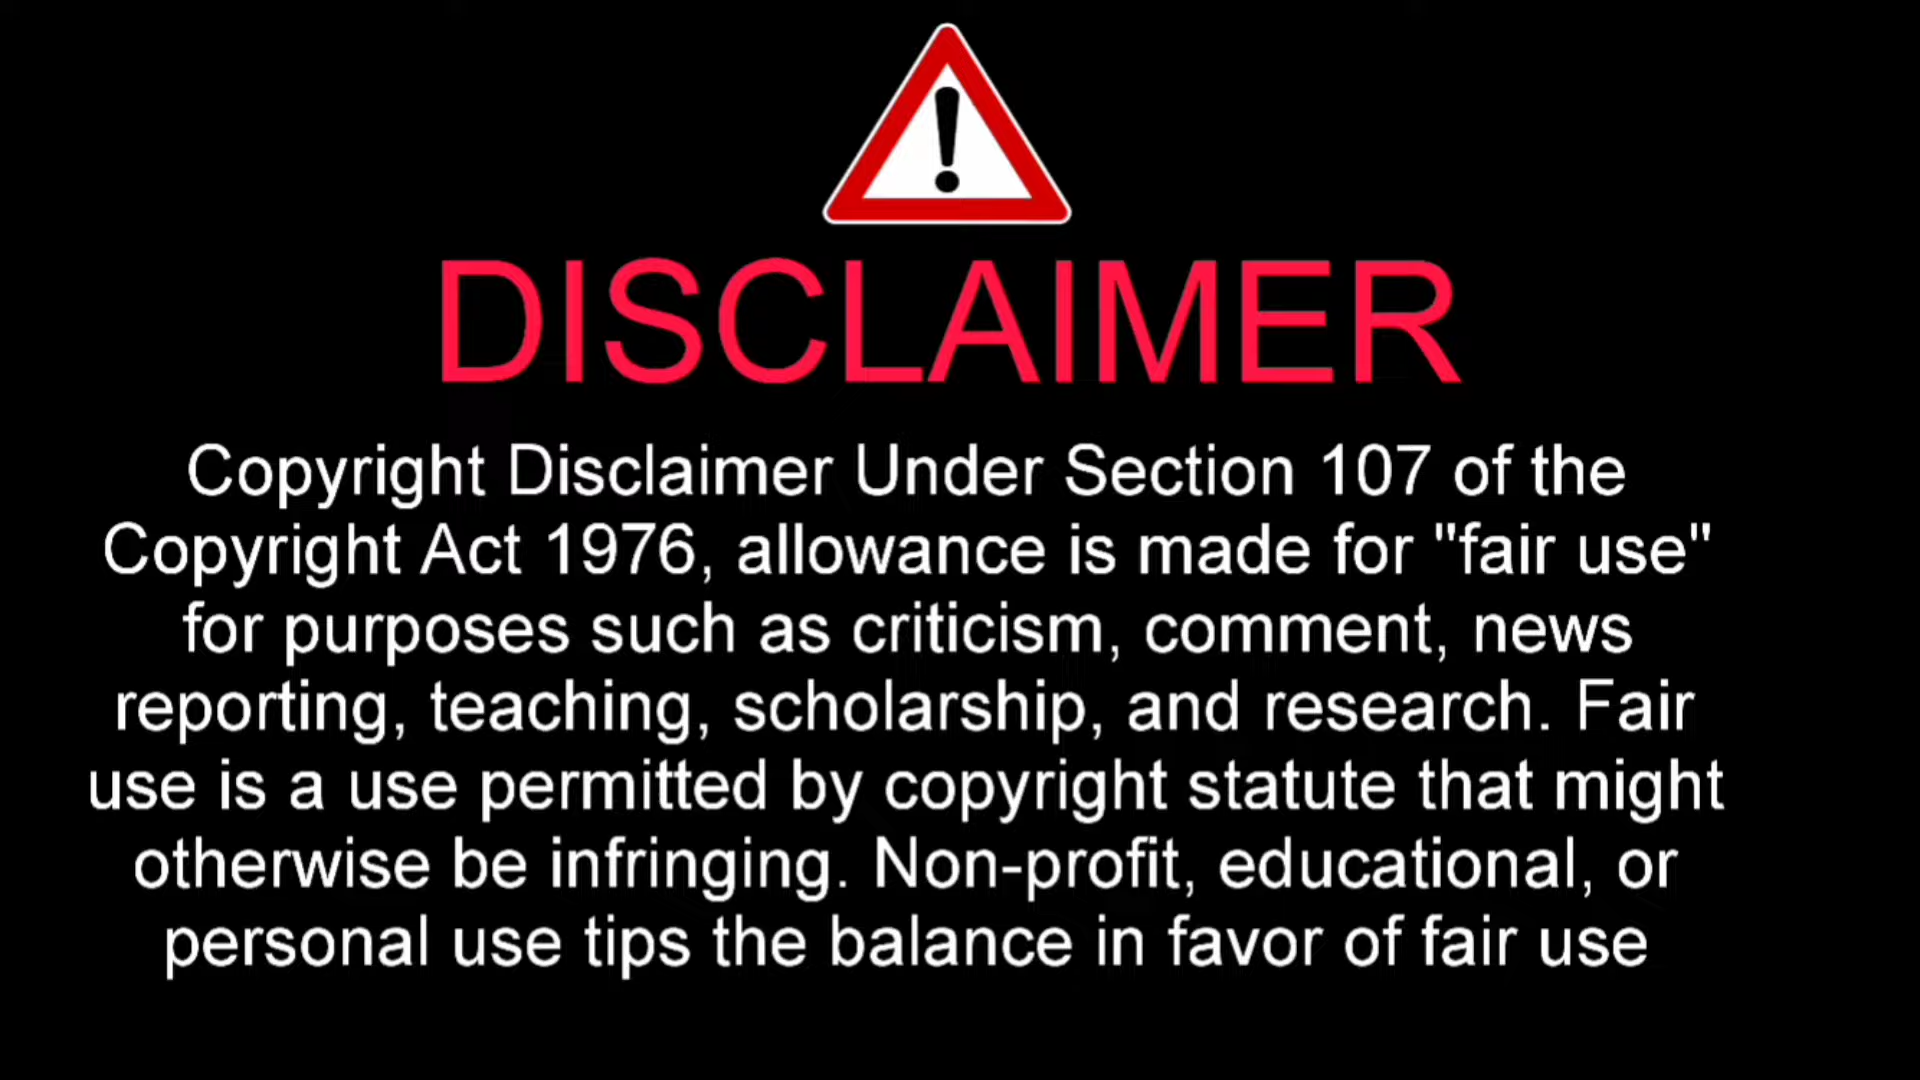 DISCLAIMER
Copyright Disclaimer Under Section 107 of the
Copyright Act 1976, allowance is made for "fair use"
for purposes such as criticism, comment, news
reporting, teaching, scholarship, and research. Fair
use is a use permitted by copyright statute that might
otherwise be infringing. Non-profit, educational, or
personal use tips the balance in favor of fair use